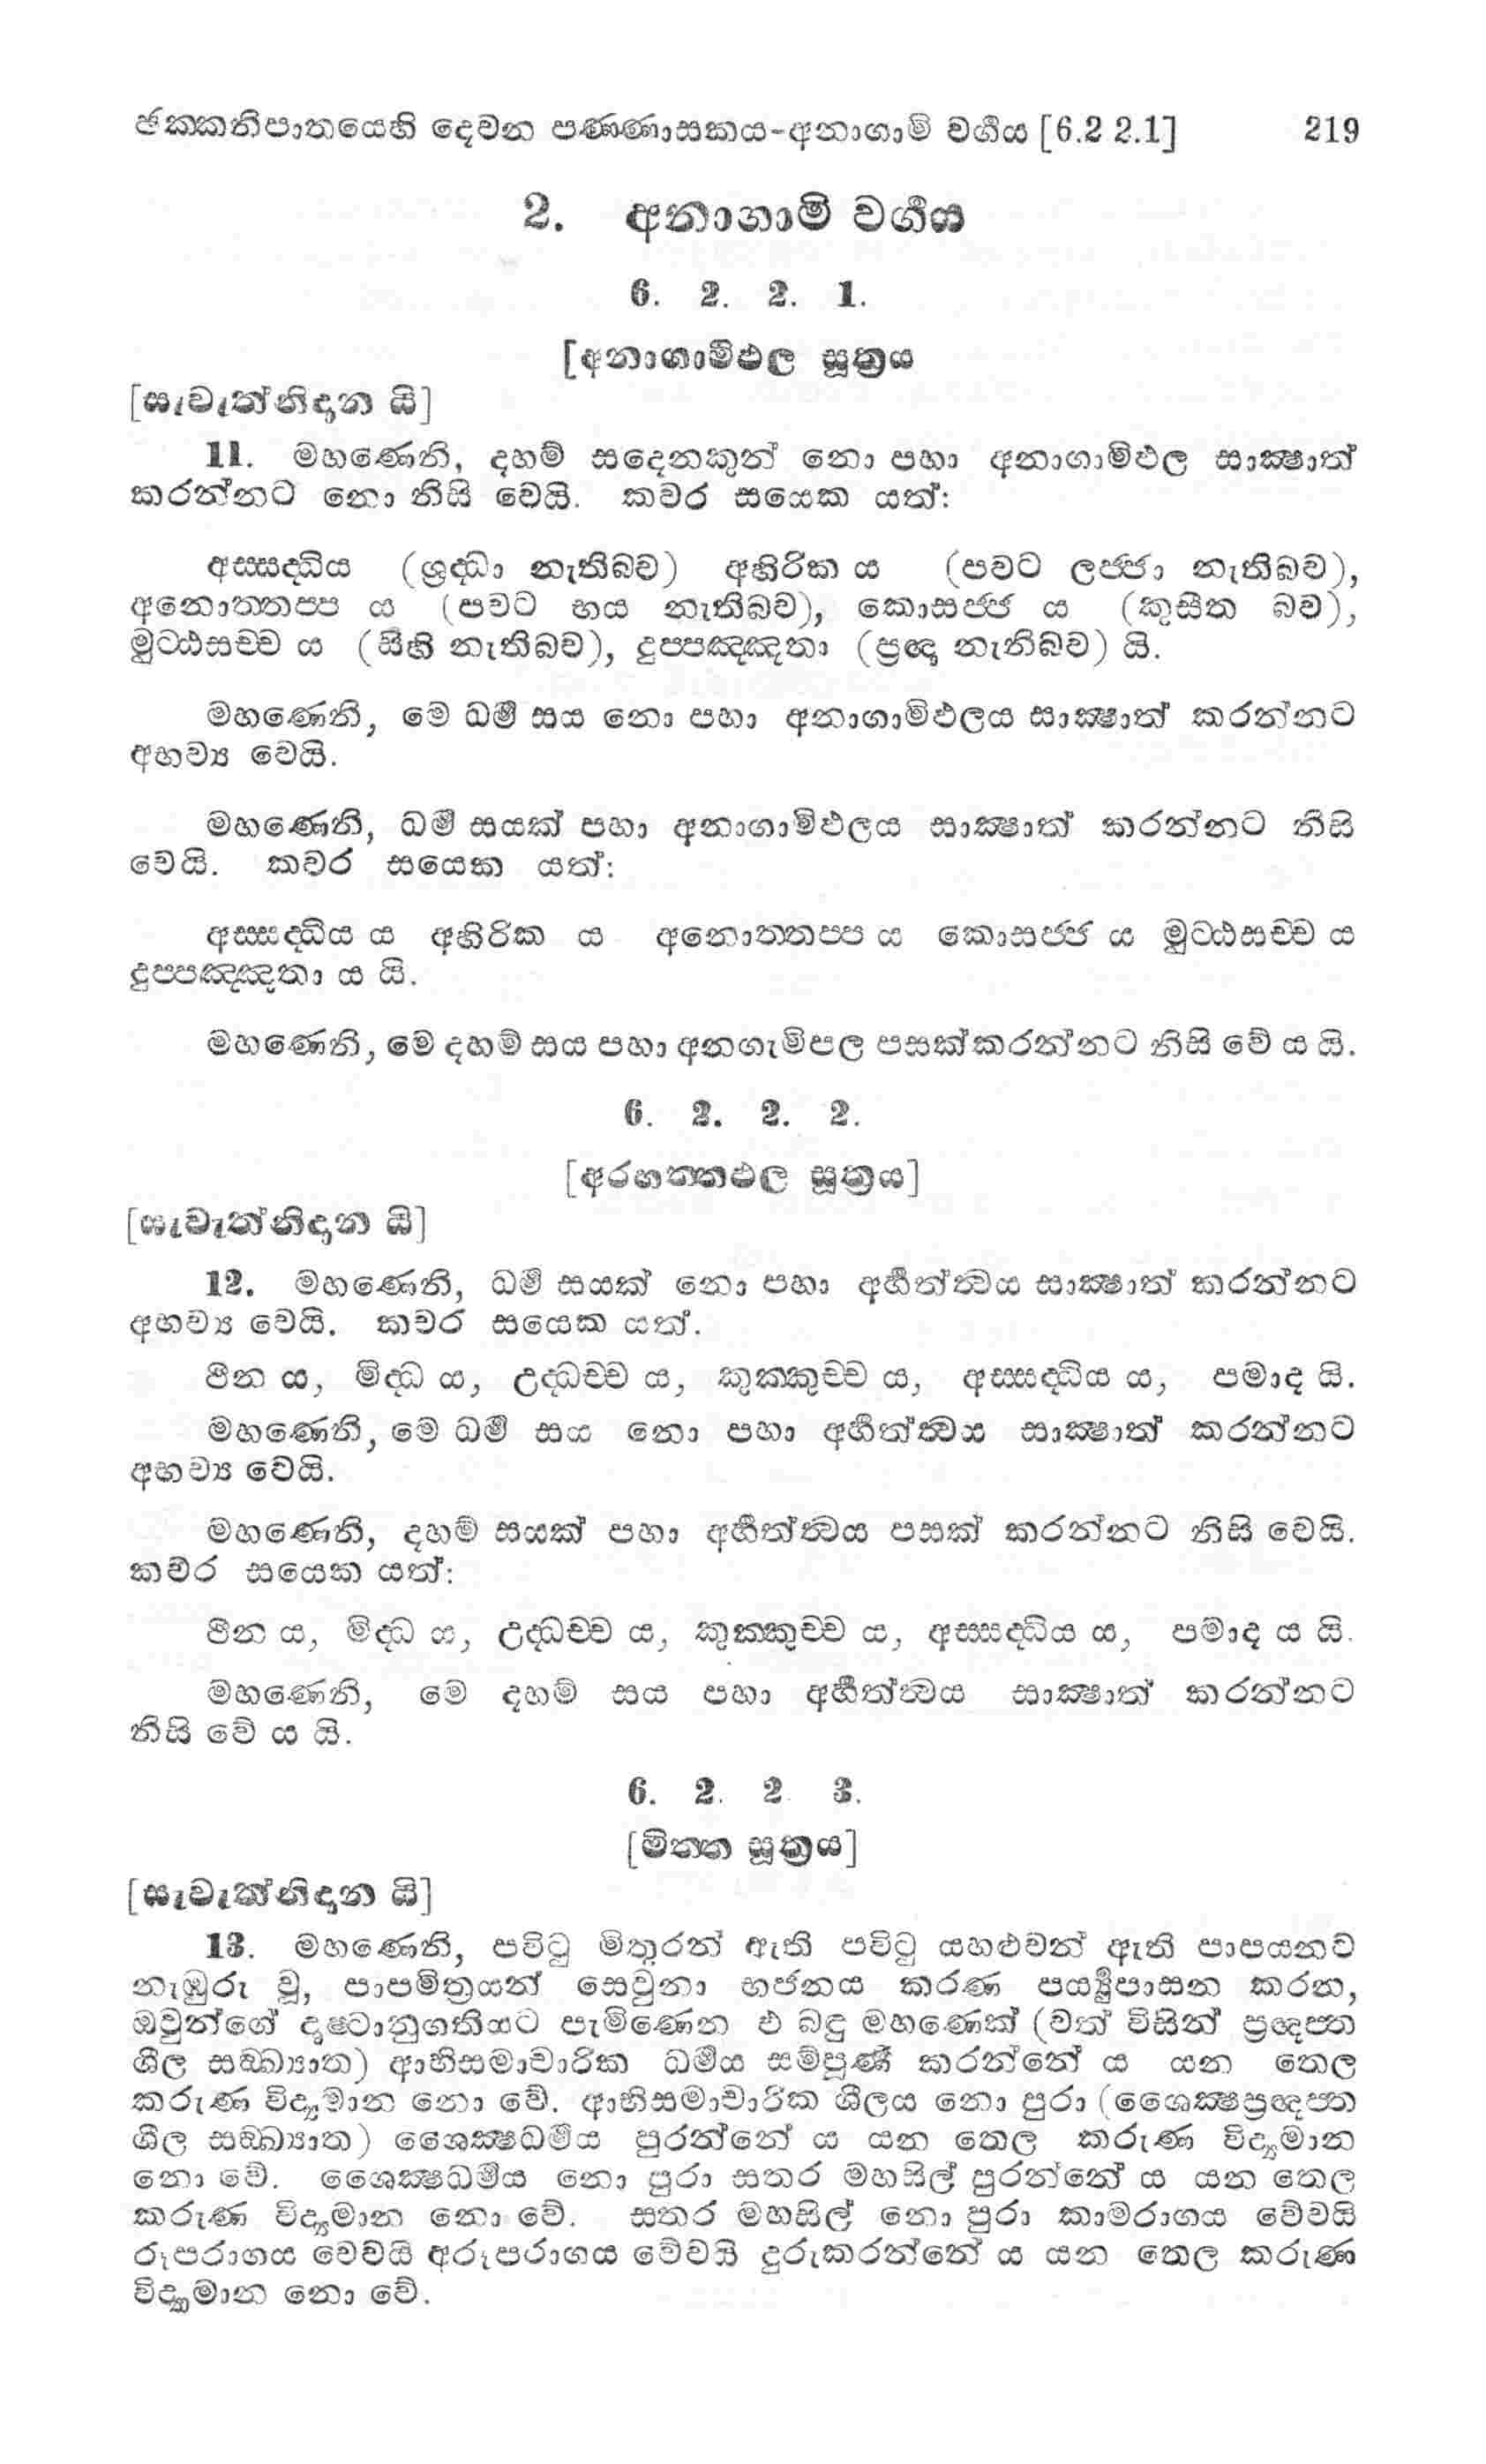 ඡක්කනිපාතයෙහි දෙවන පණ්ණාසකය-අනාගාමි වර්‍ගය [6.2 2.1] 219
2. අනාගාමි වර්‍ගය
6. 2. 2. 1.
[අනාගාමිඵල සූත්‍රය
[සැවැත්නිදාන යි]
11. මහණෙනි, දහම් සදෙනකුන් නො පහා අනාගාමිඵල සාක්‍ෂාත්
කරන්නට නො නිසි වෙයි. කවර සයෙක යත්:
අස්සද්ධිය (ශ්‍රද්ධා නැතිබව) අහිරික ය (පවට ලජ්ජා නැතිබව),
අනොත්තප්ප ය (පවට භය නැතිබව), කොසජ්ජ ය (කුසීත බව),
මුට්ඨසච්ච ය (සිහි නැතිබව), දුප්පඤ්ඤතා (ප්‍රඥා නැතිබව) යි.
මහණෙනි, මෙ ධර්‍ම සය නො පහා අනාගාමිඵලය සාක්‍ෂාත් කරන්නට
අභව්‍ය වෙයි.
මහණෙනි, ධර්‍ම සයක් පහා අනාගාමිඵලය සාක්‍ෂාත් කරන්නට නිසි
වෙයි. කවර සයෙක යත්:
අස්සද්ධිය ය අහිරික ය අනොත්තප්ප ය කොසජ්ජ ය මුට්ඨසච්ච ය
දුප්පඤ්ඤතා ය යි.
මහණෙනි, මෙ දහම් සය පහා අනගැමිපල පසක්කරන්නට නිසි වේ ය යි.
6. 2. 2. 2.
[අරහත්තඵල සූත්‍රය]
[සැවැත්නිදාන යි]
12. මහණෙනි, ධර්‍ම සයක් නො පහා අර්‍හත්ත්‍වය සාක්‍ෂාත් කරන්නට
අභව්‍ය වෙයි. කවර සයෙක යත්.
ථීන ය, මිද්ධ ය, උද්ධච්ච ය, කුක්කුච්ච ය, අස්සද්ධිය ය, පමාද යි.
මහණෙනි, මෙ ධර්‍ම සය නො පහා අර්‍හත්ත්‍වය සාක්‍ෂාත් කරන්නට
අභව්‍ය වෙයි.
මහණෙනි, දහම් සයක් පහා අර්‍හත්ත්‍වය පසක් කරන්නට නිසි වෙයි.
කවර සයෙක යත්:
ථීන ය, මිද්ධ ය, උද්ධච්ච ය, කුක්කුච්ච ය, අස්සද්ධිය ය, පමාද ය යි.
මහණෙනි, මෙ දහම් සය පහා අර්‍හත්ත්‍වය සාක්‍ෂාත් කරන්නට
නිසි වේ ය යි.
6. 2. 2 3.
[මිත්ත සූත්‍රය]
[සැවැත්නිදාන යි]
13. මහණෙනි, පවිටු මිතුරන් ඇති පවිටු යහළුවන් ඇති පාපයනට
නැඹුරු වූ, පාපමිත්‍රයන් සෙවුනා භජනය කරණ පර්‍ය්‍යුපාසන කරන,
ඔවුන්ගේ දෘෂ්ටානුගතියට පැමිණෙන එ බඳු මහණෙක් (වත් විසින් ප්‍රඥප්ත
ශීල සඞ්ඛ්‍යාත) ආභිසමාචාරික ධර්‍මය සම්පූර්‍ණ කරන්නේ ය යන තෙල
කරුණ විද්‍යමාන නො වේ. ආභිසමාචාරික ශීලය නො පුරා (ශෛක්‍ෂප්‍රඥප්ත
ශීල සඞ්ඛ්‍යාත) ශෛක්‍ෂධර්‍මය පුරන්නේ ය යන තෙල කරුණ විද්‍යමාන
නො වේ. ශෛක්‍ෂධර්‍මය නො පුරා සතර මහසිල් පුරන්නේ ය යන තෙල
කරුණ විද්‍යමාන නො වේ. සතර මහසිල් නො පුරා කාමරාගය වේවයි
රූපරාගය වෙවයි අරූපරාගය වේවයි දුරුකරන්නේ ය යන තෙල කරුණ
විද්‍යමාන නො වේ.